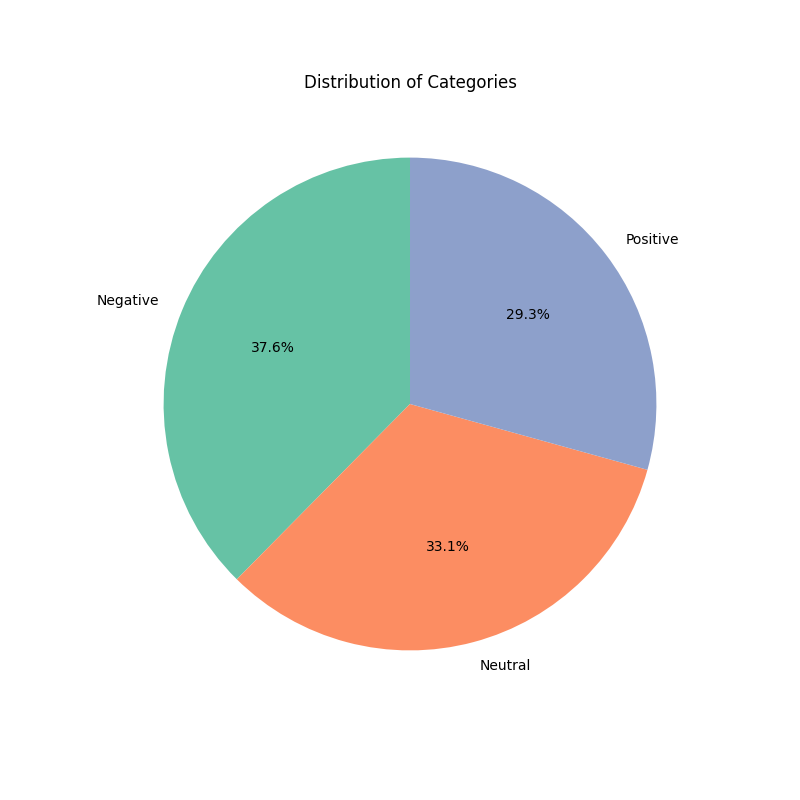 Distribution of Categories
Positive
29.3%
Negative
37.6%
33.1%
Neutral